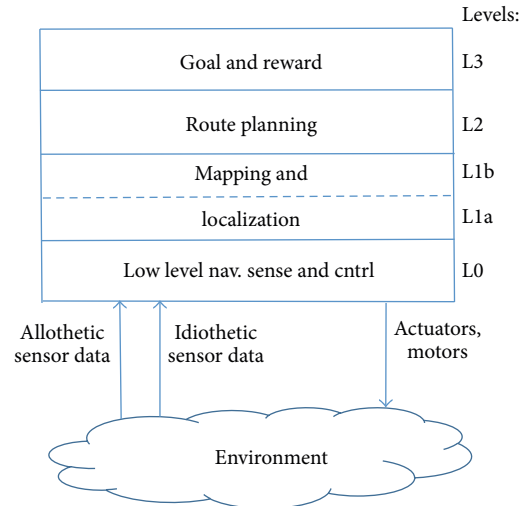 Levels:
Goal and reward L3
Route planning L2
Mapping and L1b
localization L1a
Low level nav. sense and cntrl L0
Allothetic
sensor data
Idiothetic
sensor data
Actuators,
motors
Environment